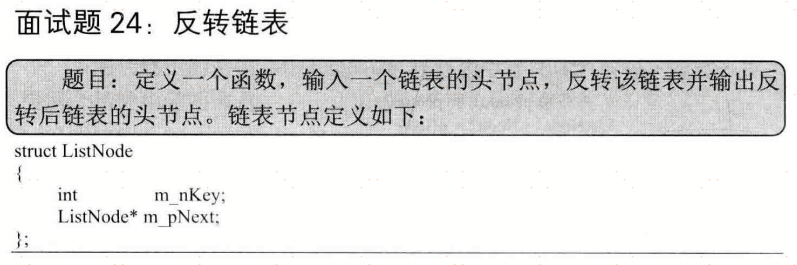 面试题 24：反转链表
题目：定义一个函数，输入一个链表的头节点，反转该链表并输出反
转后链表的头节点。链表节点定义如下：
struct ListNode
{
int m_nKey;
ListNode* m_pNext;
};